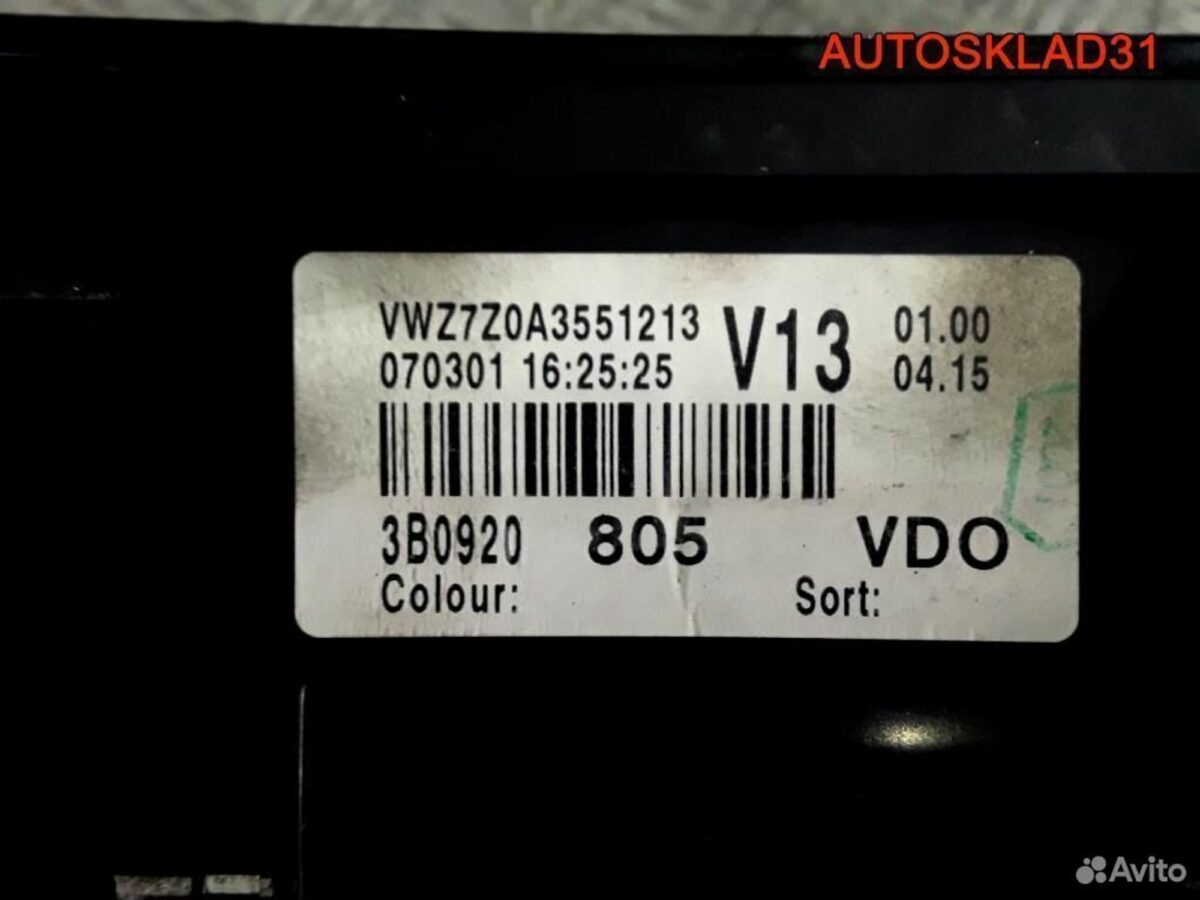 AUTOSKLAD31
VWZ7Z0A3551213 V13 01.00
070301 16:25:25 04.15
3B0920 805 VDO
Colour: Sort:
Avito